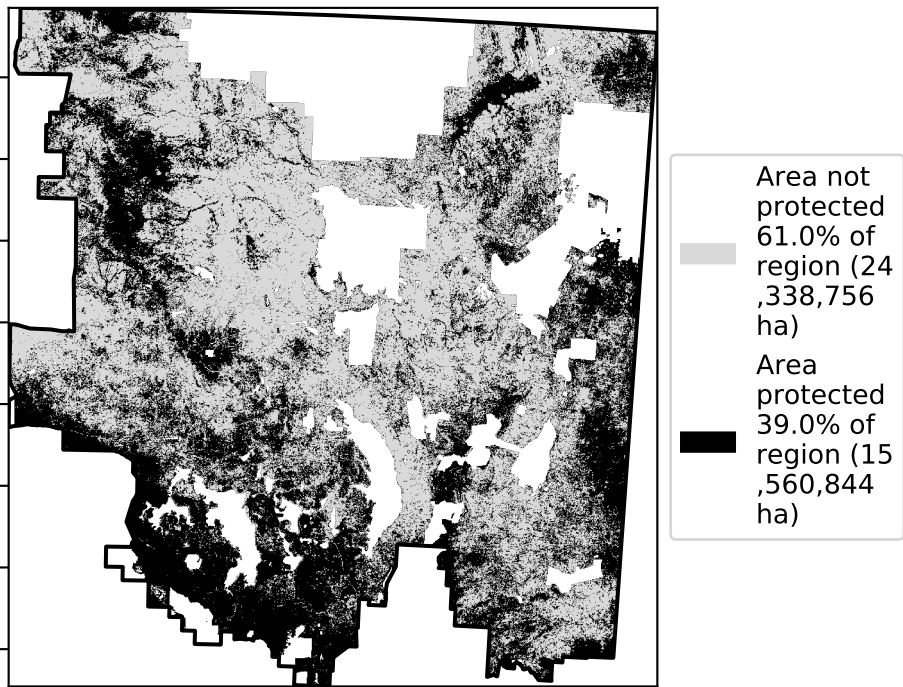 Area not
protected
61.0% of
region (24
,338,756
ha)
Area
protected
39.0% of
region (15
,560,844
ha)